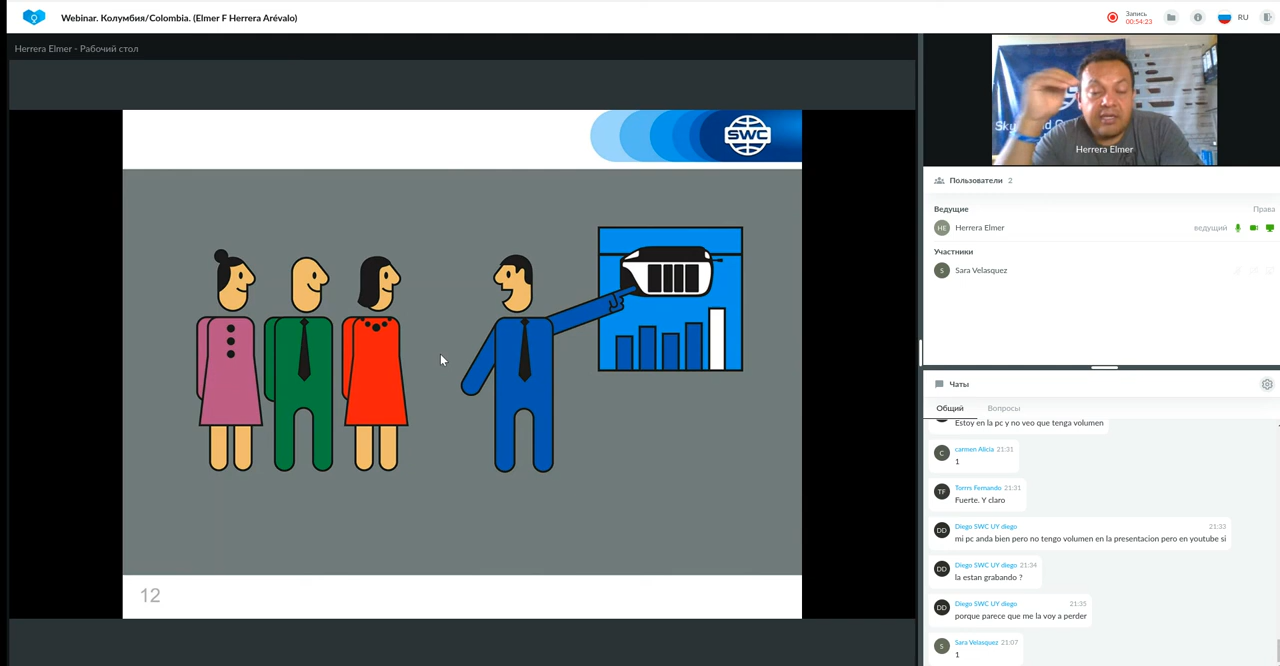 Webinar. Колумбия/Colombia. (Elmer F Herrera Arévalo)
Запись
00:54:23
RU
Herrera Elmer - Рабочий стол
SWC
12
Sky
Herrera Elmer
Пользователи 2
Ведущие Права
HE Herrera Elmer ведущий
Участники
S Sara Velasquez
Чаты
Общий Вопросы
Estoy en la pc y no veo que tenga volumen
C carmen Alicia 21:31
1
TF Torrrs Fernando 21:31
Fuerte. Y claro
DD Diego SWC UY diego 21:33
mi pc anda bien pero no tengo volumen en la presentacion pero en youtube si
DD Diego SWC UY diego 21:34
la estan grabando ?
DD Diego SWC UY diego 21:35
porque parece que me la voy a perder
S Sara Velasquez 21:07
1